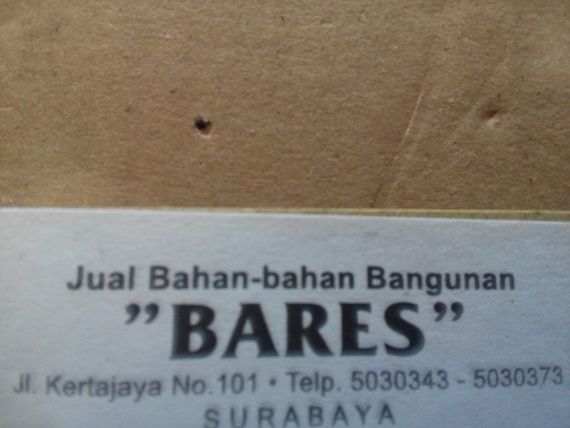 Jual Bahan-bahan Bangunan
”BARES”
Jl. Kertajaya No.101 • Telp. 5030343 - 5030373
SURABAYA